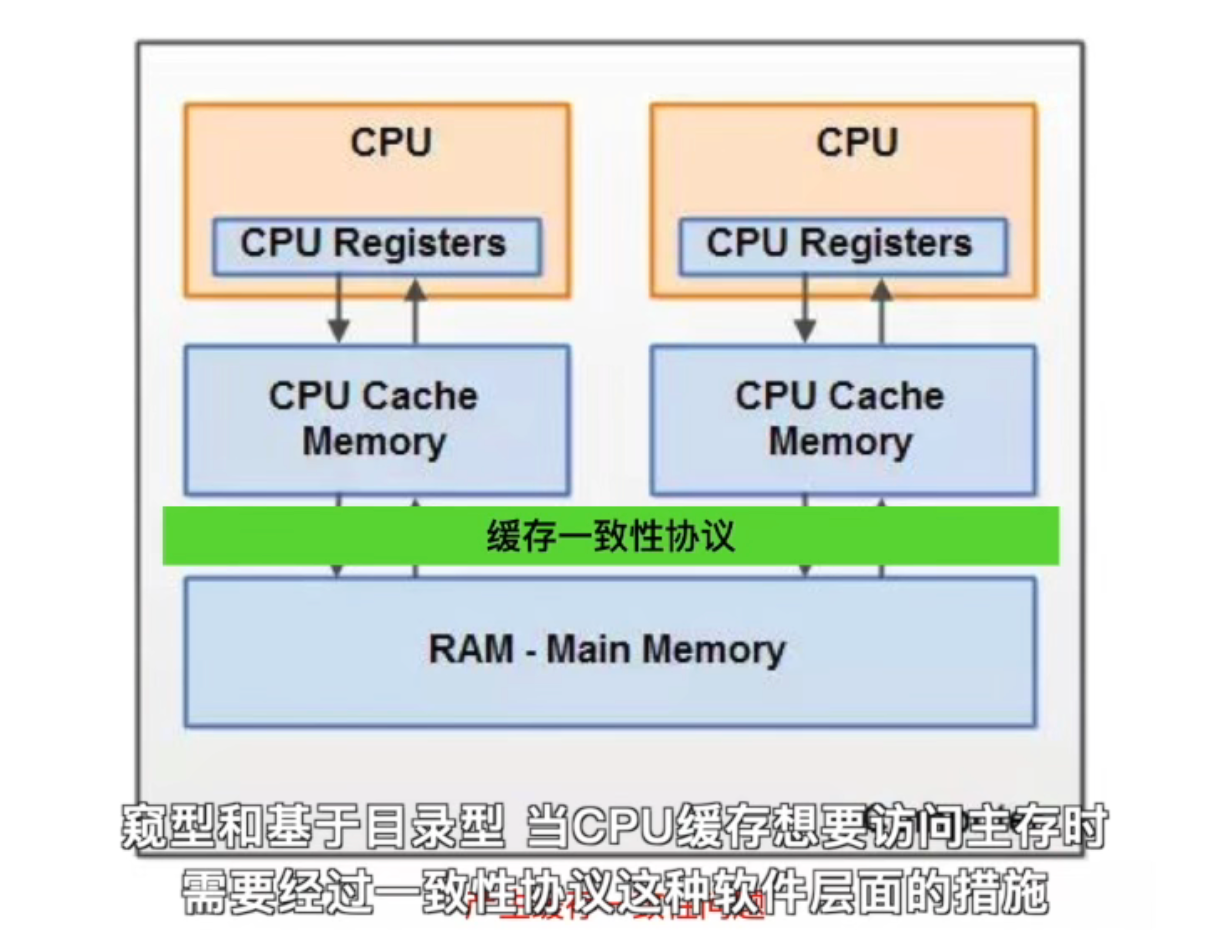 CPU
CPU
CPU Registers
CPU Registers
CPU Cache
Memory
CPU Cache
Memory
缓存一致性协议
RAM - Main Memory
窥型和基于目录型 当CPU缓存想要访问主存时
需要经过一致性协议这种软件层面的措施